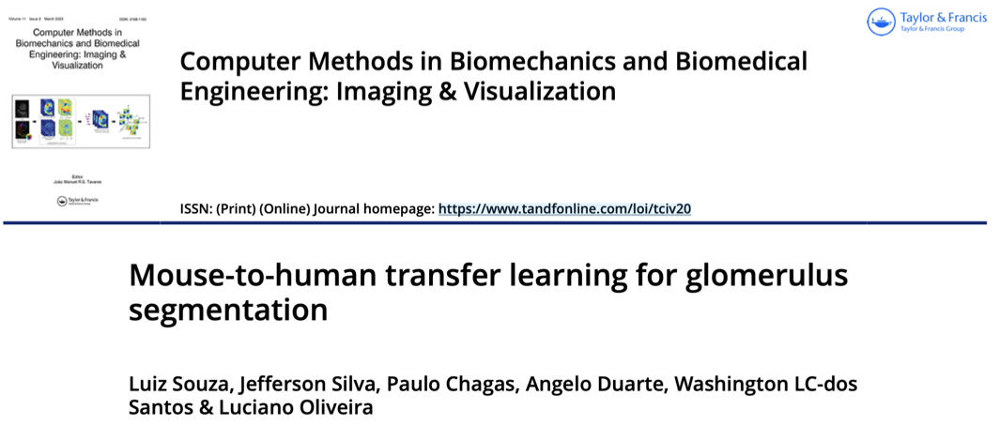 Volume 11 Issue 2 March 2023 ISSN: 2168-1163
Computer Methods in
Biomechanics and Biomedical
Engineering: Imaging &
Visualization
Editor
João Manuel R.S. Tavares
Taylor & Francis
Taylor & Francis
Taylor & Francis Group
Computer Methods in Biomechanics and Biomedical
Engineering: Imaging & Visualization
ISSN: (Print) (Online) Journal homepage: https://www.tandfonline.com/loi/tciv20
Mouse-to-human transfer learning for glomerulus
segmentation
Luiz Souza, Jefferson Silva, Paulo Chagas, Angelo Duarte, Washington LC-dos
Santos & Luciano Oliveira